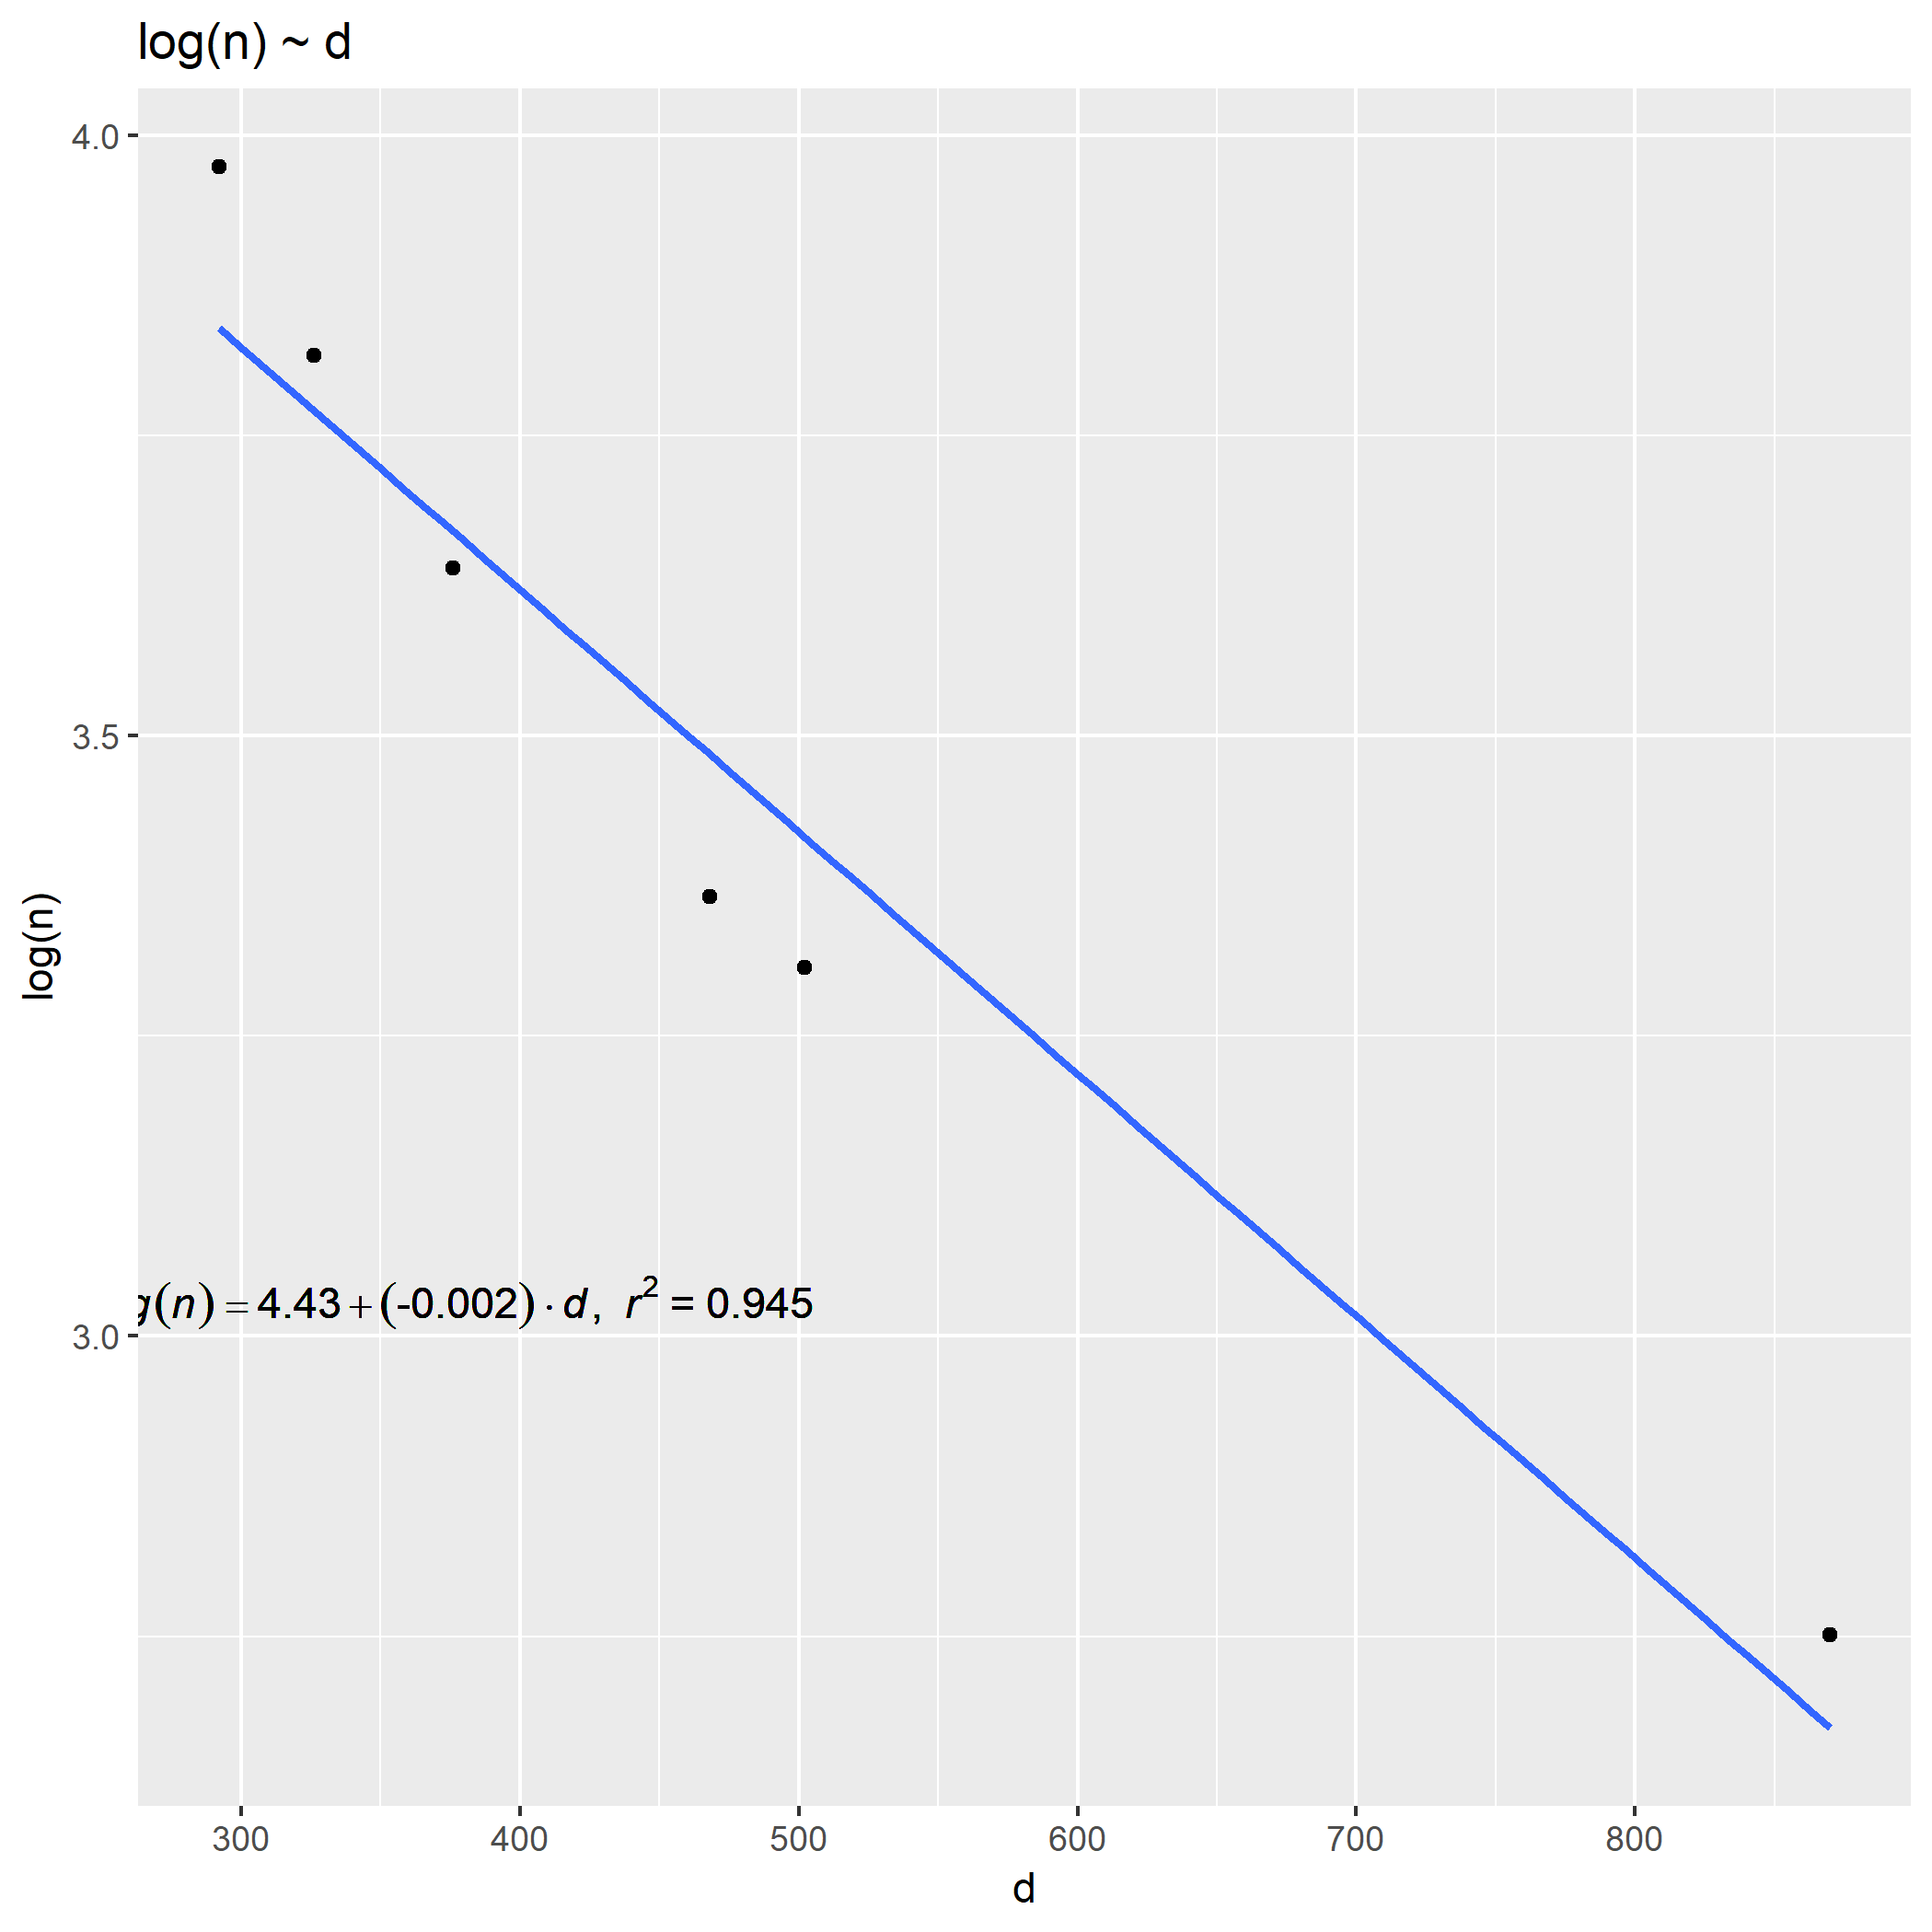 log(n) ~ d
4.0
3.5
3.0
log(n)
g(n) = 4.43 + (-0.002) · d, r² = 0.945
300 400 500 600 700 800
d